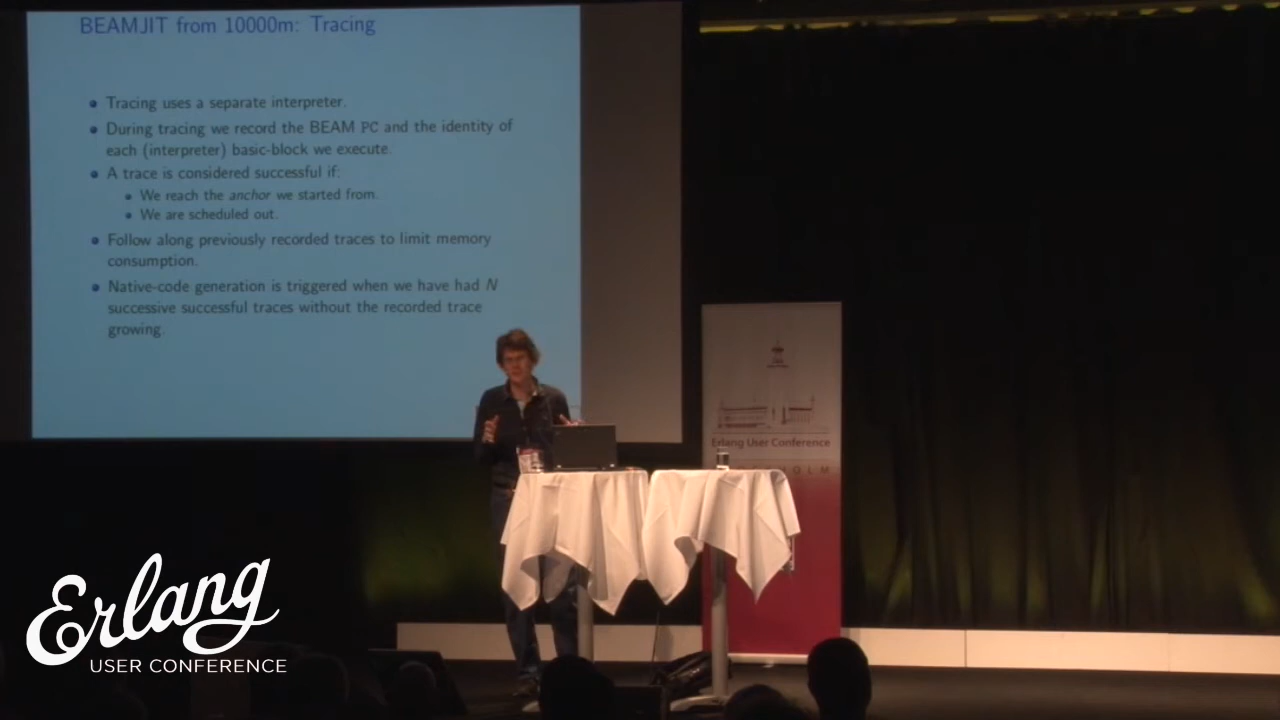 BEAMJIT from 10000m: Tracing
Tracing uses a separate interpreter.
During tracing we record the BEAM PC and the identity of
each (interpreter) basic-block we execute.
A trace is considered successful if:
We reach the anchor we started from.
We are scheduled out.
Follow along previously recorded traces to limit memory
consumption.
Native-code generation is triggered when we have had N
successive successful traces without the recorded trace
growing.
Erlang User Conference
Erlang
USER CONFERENCE